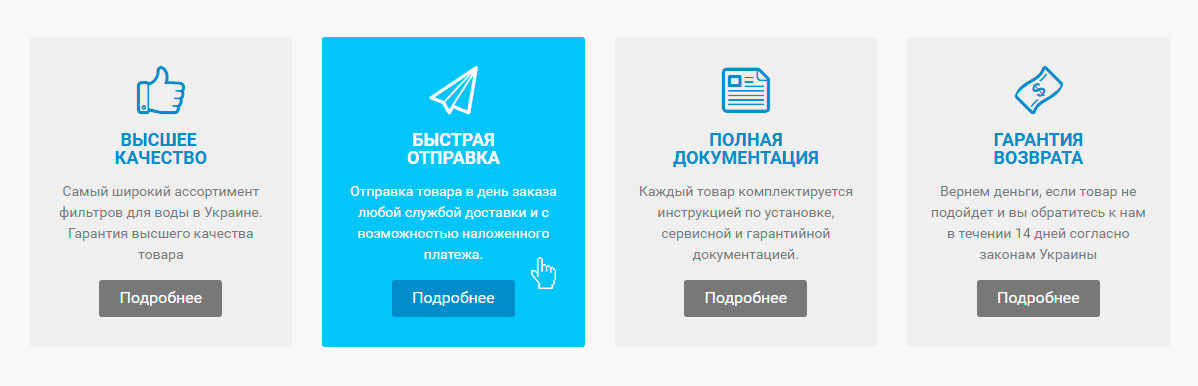 ВЫСШЕЕ
КАЧЕСТВО
Самый широкий ассортимент
фильтров для воды в Украине.
Гарантия высшего качества
товара
Подробнее
БЫСТРАЯ
ОТПРАВКА
Отправка товара в день заказа
любой службой доставки и с
возможностью наложенного
платежа.
Подробнее
ПОЛНАЯ
ДОКУМЕНТАЦИЯ
Каждый товар комплектируется
инструкцией по установке,
сервисной и гарантийной
документацией.
Подробнее
ГАРАНТИЯ
ВОЗВРАТА
Вернем деньги, если товар не
подойдет и вы обратитесь к нам
в течении 14 дней согласно
законам Украины
Подробнее